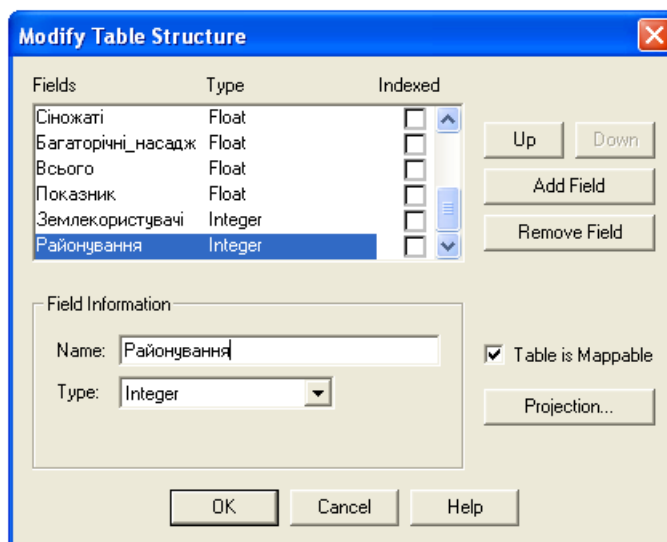 Modify Table Structure
Fields Type Indexed
Сіножаті Float
Багаторічні_насадж Float
Всього Float
Показник Float
Землекористувачі Integer
Районування Integer
Up Down
Add Field
Remove Field
Field Information
Name: Районування
Type: Integer
Table is Mappable
Projection...
OK Cancel Help